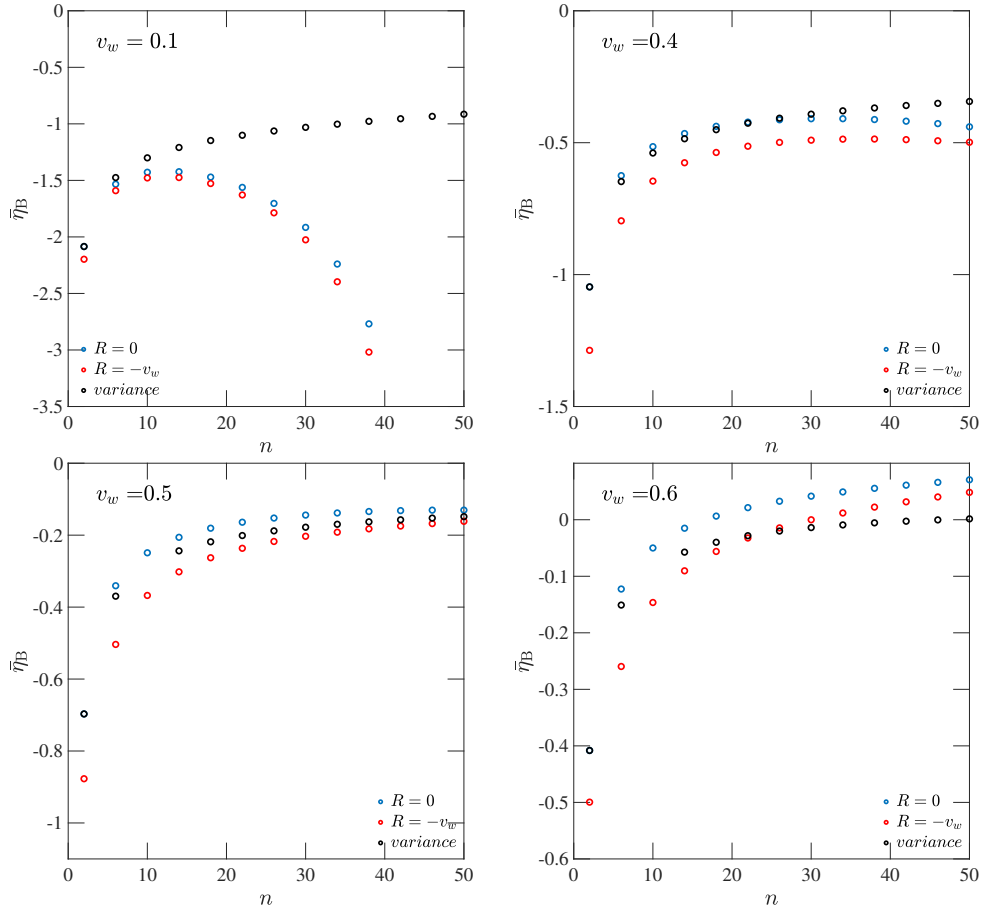 v_w = 0.1
0
-0.5
-1
-1.5
-2
-2.5
-3
-3.5
η̄_B
R = 0
R = −v_w
variance
0 10 20 30 40 50
n
v_w =0.4
0
-0.5
-1
-1.5
η̄_B
R = 0
R = −v_w
variance
0 10 20 30 40 50
n
v_w =0.5
0
-0.2
-0.4
-0.6
-0.8
-1
η̄_B
R = 0
R = −v_w
variance
0 10 20 30 40 50
n
v_w =0.6
0
-0.1
-0.2
-0.3
-0.4
-0.5
-0.6
η̄_B
R = 0
R = −v_w
variance
0 10 20 30 40 50
n